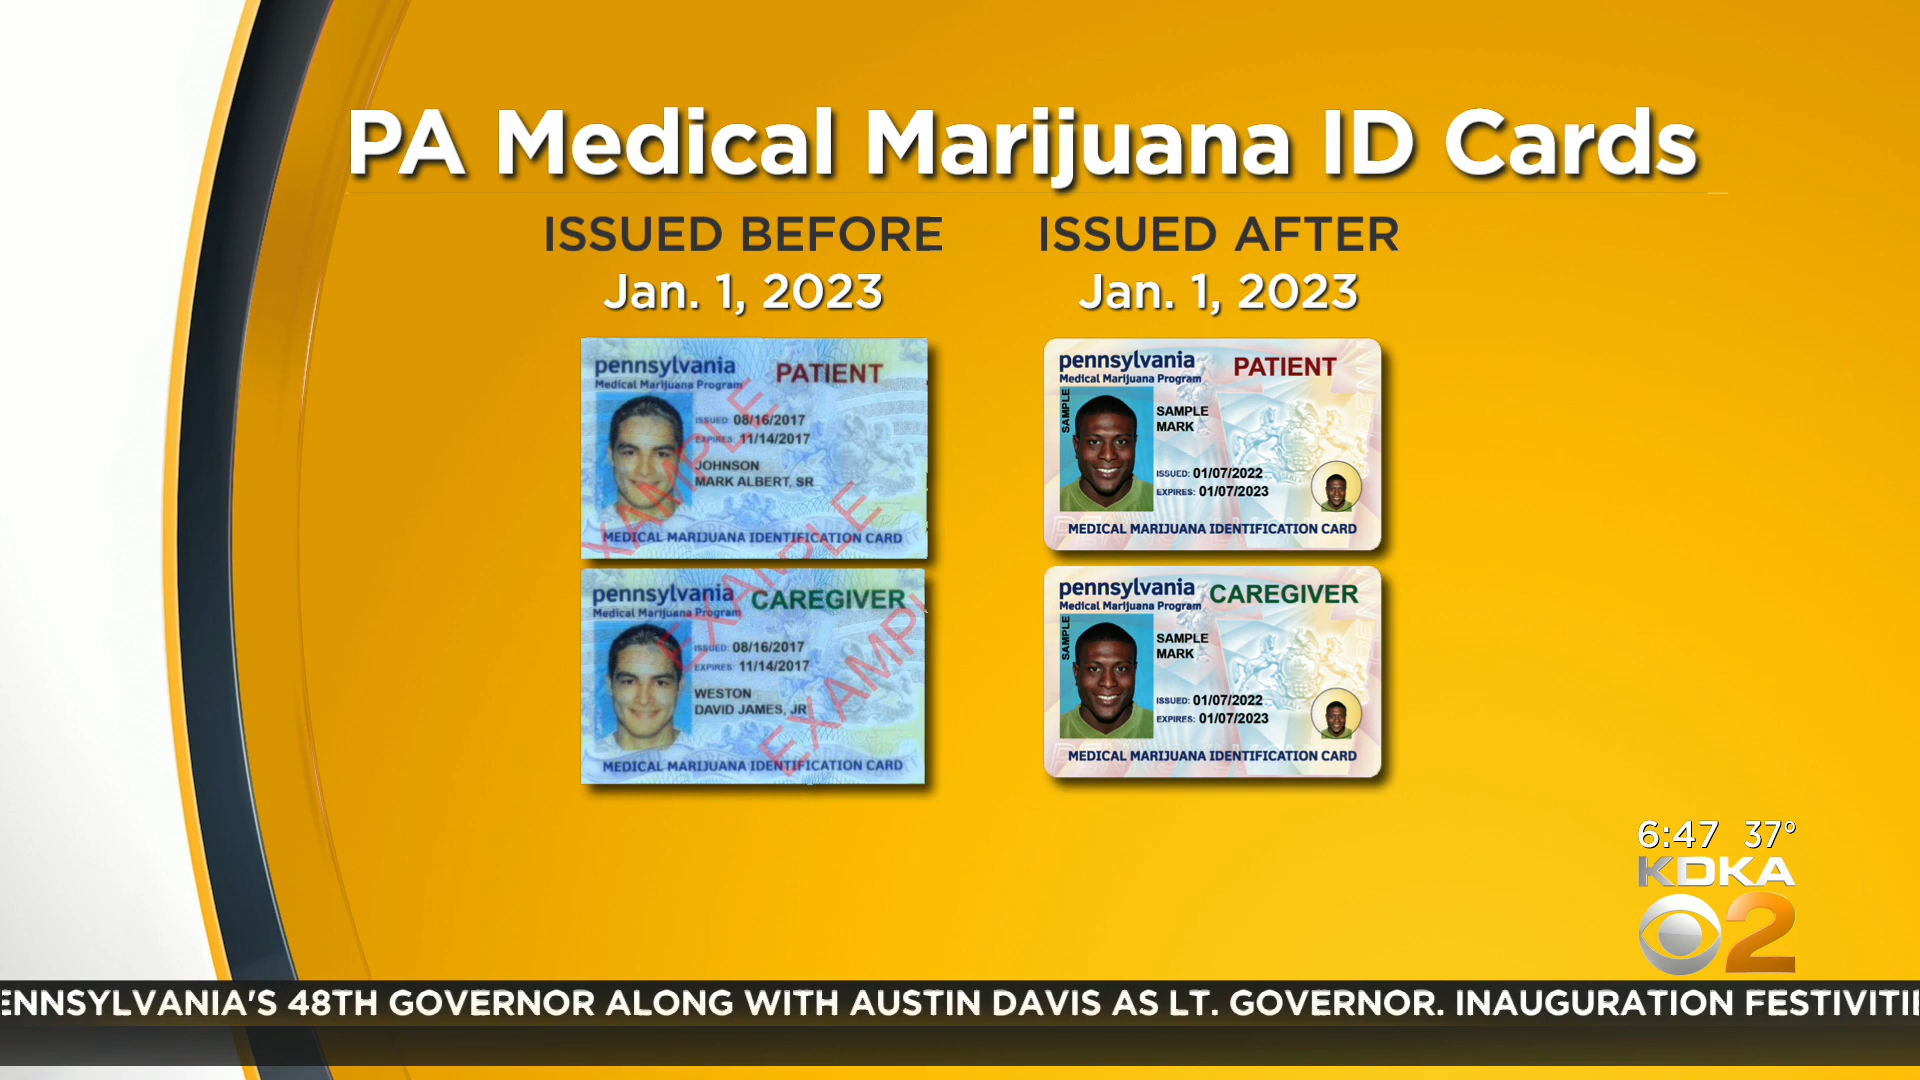 PA Medical Marijuana ID Cards
ISSUED BEFORE
Jan. 1, 2023
pennsylvania
PATIENT
Medical Marijuana Program
ISSUED: 08/16/2017
EXPIRES: 11/14/2017
JOHNSON
MARK ALBERT, SR
MEDICAL MARIJUANA IDENTIFICATION CARD
EXAMPLE
EXAMPLE
pennsylvania
CAREGIVER
Medical Marijuana Program
ISSUED: 08/16/2017
EXPIRES: 11/14/2017
WESTON
DAVID JAMES, JR
MEDICAL MARIJUANA IDENTIFICATION CARD
EXAMPL
ISSUED AFTER
Jan. 1, 2023
pennsylvania
PATIENT
Medical Marijuana Program
SAMPLE
SAMPLE
MARK
ISSUED: 01/07/2022
EXPIRES: 01/07/2023
MEDICAL MARIJUANA IDENTIFICATION CARD
pennsylvania
CAREGIVER
Medical Marijuana Program
SAMPLE
SAMPLE
MARK
ISSUED: 01/07/2022
EXPIRES: 01/07/2023
MEDICAL MARIJUANA IDENTIFICATION CARD
6:47 37°
KDKA
2
ENNSYLVANIA'S 48TH GOVERNOR ALONG WITH AUSTIN DAVIS AS LT. GOVERNOR. INAUGURATION FESTIVITI